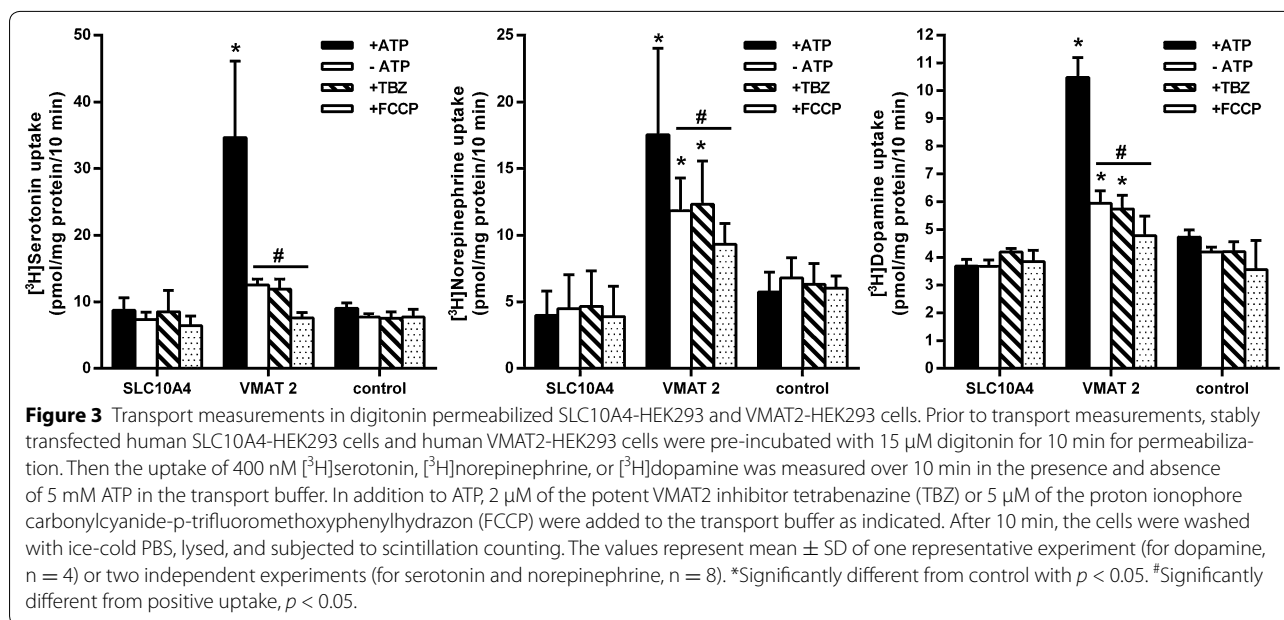 50
40
30
20
10
0
[³H]Serotonin uptake
(pmol/mg protein/10 min)
*
#
+ATP
- ATP
+TBZ
+FCCP
SLC10A4 VMAT 2 control
25
20
15
10
5
0
[³H]Norepinephrine uptake
(pmol/mg protein/10 min)
*
#
* *
+ATP
- ATP
+TBZ
+FCCP
SLC10A4 VMAT 2 control
12
11
10
9
8
7
6
5
4
3
2
1
0
[³H]Dopamine uptake
(pmol/mg protein/10 min)
*
#
* *
+ATP
- ATP
+TBZ
+FCCP
SLC10A4 VMAT 2 control
Figure 3 Transport measurements in digitonin permeabilized SLC10A4-HEK293 and VMAT2-HEK293 cells. Prior to transport measurements, stably
transfected human SLC10A4-HEK293 cells and human VMAT2-HEK293 cells were pre-incubated with 15 µM digitonin for 10 min for permeabiliza-
tion. Then the uptake of 400 nM [³H]serotonin, [³H]norepinephrine, or [³H]dopamine was measured over 10 min in the presence and absence
of 5 mM ATP in the transport buffer. In addition to ATP, 2 µM of the potent VMAT2 inhibitor tetrabenazine (TBZ) or 5 µM of the proton ionophore
carbonylcyanide-p-trifluoromethoxyphenylhydrazon (FCCP) were added to the transport buffer as indicated. After 10 min, the cells were washed
with ice-cold PBS, lysed, and subjected to scintillation counting. The values represent mean ± SD of one representative experiment (for dopamine,
n = 4) or two independent experiments (for serotonin and norepinephrine, n = 8). *Significantly different from control with p < 0.05. #Significantly
different from positive uptake, p < 0.05.